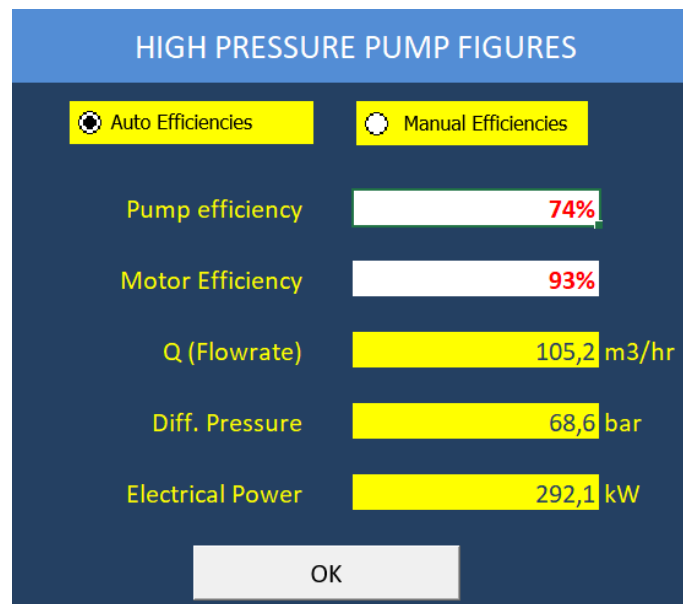 HIGH PRESSURE PUMP FIGURES
Auto Efficiencies Manual Efficiencies
Pump efficiency 74%
Motor Efficiency 93%
Q (Flowrate) 105,2 m3/hr
Diff. Pressure 68,6 bar
Electrical Power 292,1 kW
OK